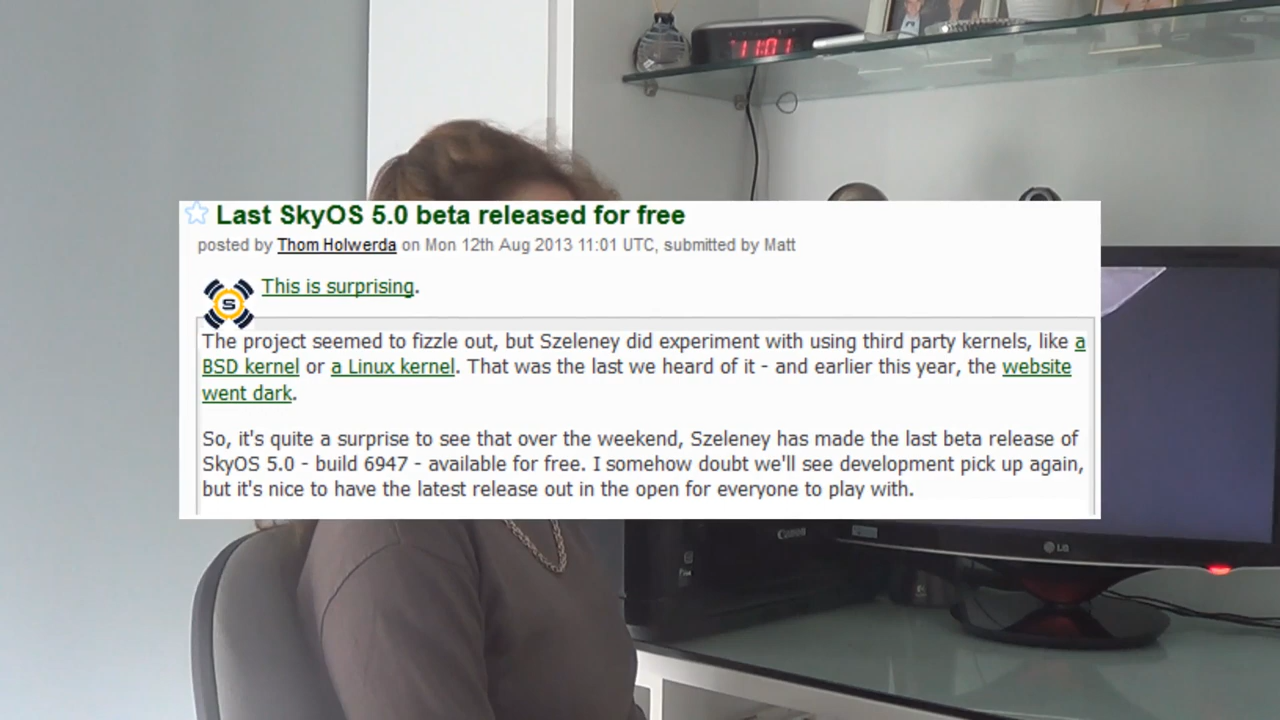 11:01
Last SkyOS 5.0 beta released for free
posted by Thom Holwerda on Mon 12th Aug 2013 11:01 UTC, submitted by Matt
S
This is surprising.
The project seemed to fizzle out, but Szeleney did experiment with using third party kernels, like a
BSD kernel or a Linux kernel. That was the last we heard of it - and earlier this year, the website
went dark.
So, it's quite a surprise to see that over the weekend, Szeleney has made the last beta release of
SkyOS 5.0 - build 6947 - available for free. I somehow doubt we'll see development pick up again,
but it's nice to have the latest release out in the open for everyone to play with.
Canon
LG